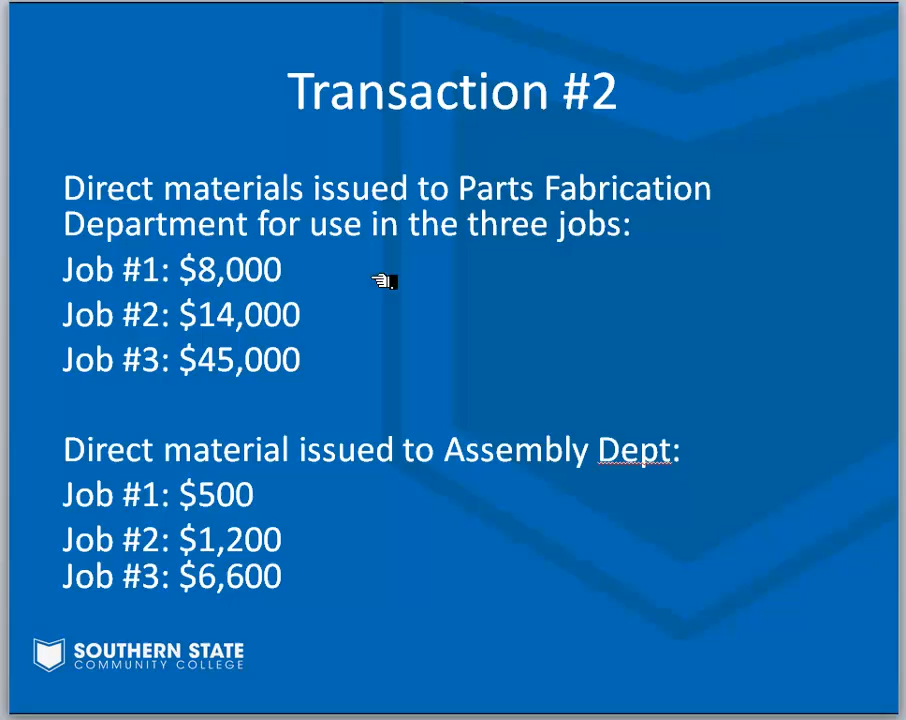 Transaction #2
Direct materials issued to Parts Fabrication
Department for use in the three jobs:
Job #1: $8,000
Job #2: $14,000
Job #3: $45,000
Direct material issued to Assembly Dept:
Job #1: $500
Job #2: $1,200
Job #3: $6,600
SOUTHERN STATE
COMMUNITY COLLEGE